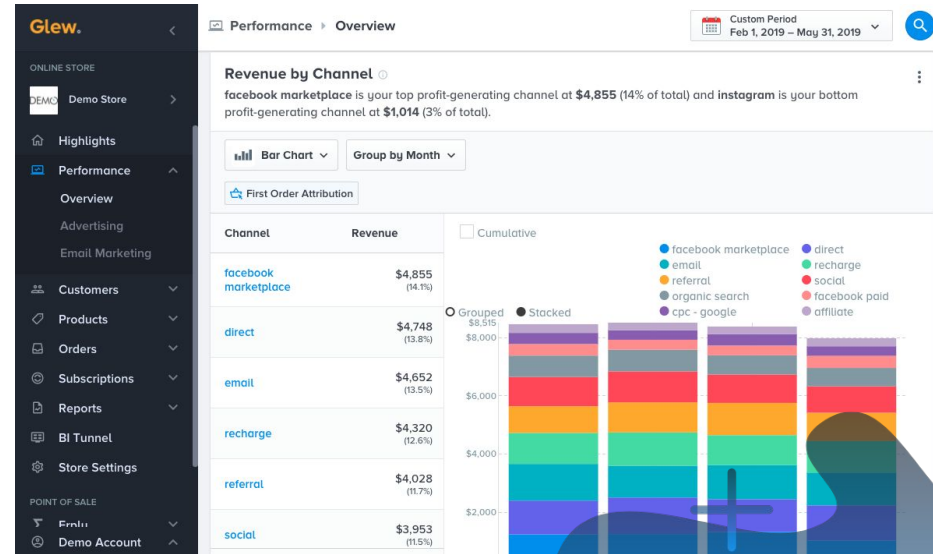 Glew.
Performance
Overview
Custom Period
Feb 1, 2019 – May 31, 2019
ONLINE STORE
DEMO
Demo Store
Highlights
Performance
Overview
Advertising
Email Marketing
Customers
Products
Orders
Subscriptions
Reports
BI Tunnel
Store Settings
POINT OF SALE
Demo Account
Revenue by Channel
facebook marketplace is your top profit-generating channel at $4,855 (14% of total) and instagram is your bottom
profit-generating channel at $1,014 (3% of total).
Bar Chart
Group by Month
First Order Attribution
Channel Revenue
facebook marketplace $4,855
(14.1%)
direct $4,748
(13.8%)
email $4,652
(13.5%)
recharge $4,320
(12.6%)
referral $4,028
(11.7%)
social $3,953
(11.5%)
Cumulative
facebook marketplace direct
email recharge
referral social
organic search facebook paid
cpc - google affiliate
Grouped Stacked
$8,515
$8,000
$6,000
$4,000
$2,000